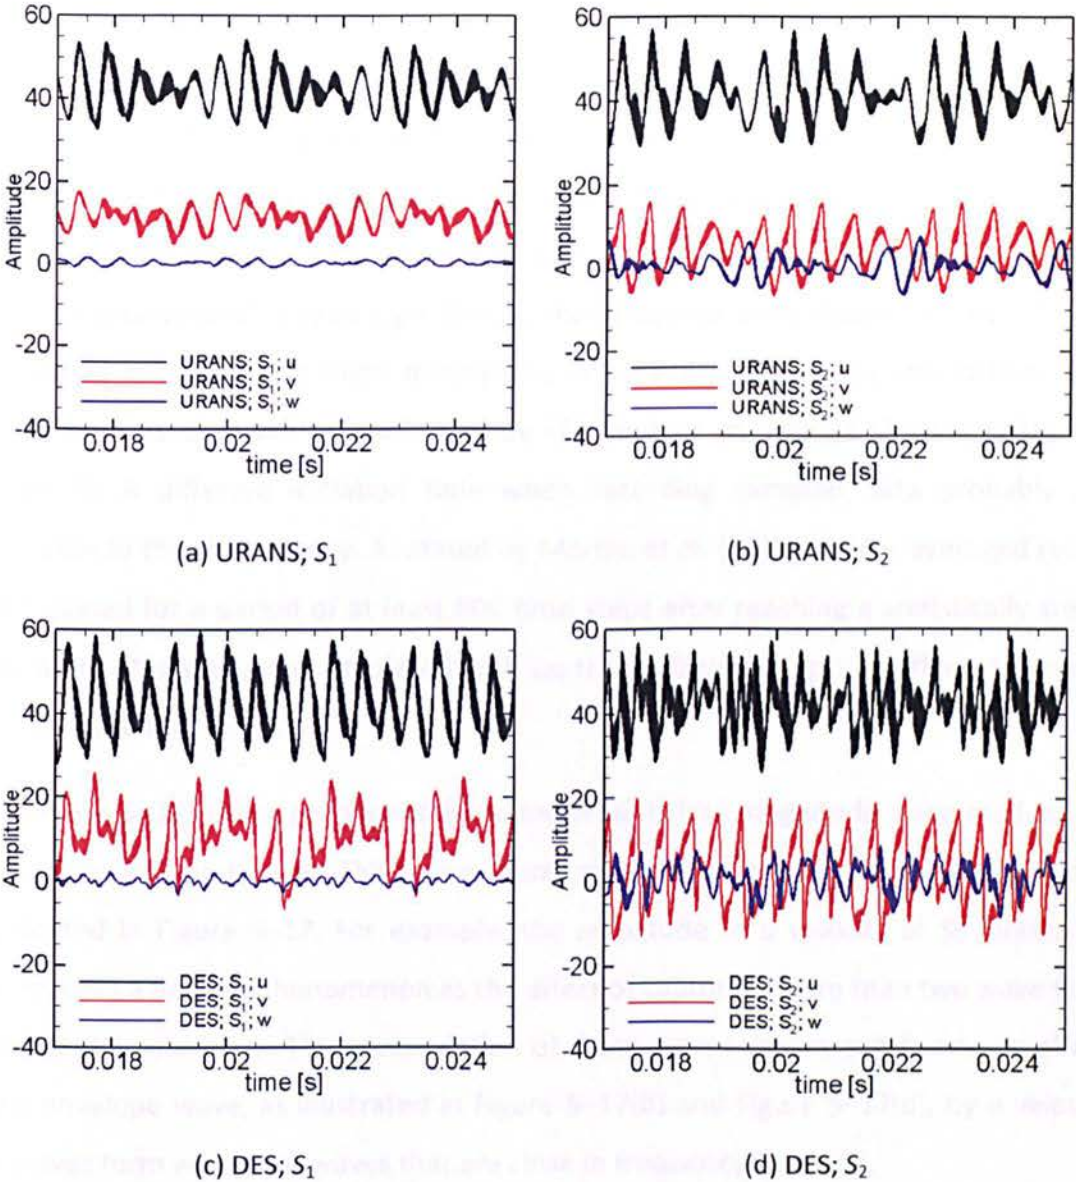 60
40
20
0
-20
-40
Amplitude
URANS; S1; u
URANS; S1; v
URANS; S1; w
0.018
0.02
0.022
0.024
time [s]
(a) URANS; S1
60
40
20
0
-20
-40
Amplitude
URANS; S2; u
URANS; S2; v
URANS; S2; w
0.018
0.02
0.022
0.024
time [s]
(b) URANS; S2
60
40
20
0
-20
-40
Amplitude
DES; S1; u
DES; S1; v
DES; S1; w
0.018
0.02
0.022
0.024
time [s]
(c) DES; S1
60
40
20
0
-20
-40
Amplitude
DES; S2; u
DES; S2; v
DES; S2; w
0.018
0.02
0.022
0.024
time [s]
(d) DES; S2